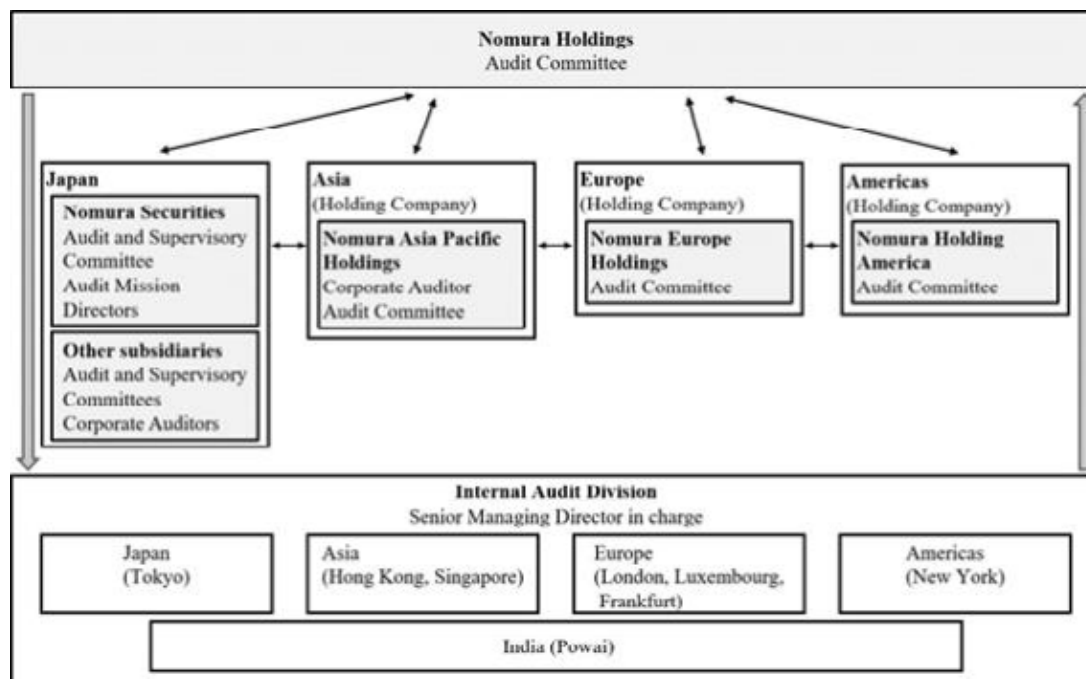 Nomura Holdings
Audit Committee
Japan
Nomura Securities
Audit and Supervisory
Committee
Audit Mission
Directors
Other subsidiaries
Audit and Supervisory
Committees
Corporate Auditors
Asia
(Holding Company)
Nomura Asia Pacific
Holdings
Corporate Auditor
Audit Committee
Europe
(Holding Company)
Nomura Europe
Holdings
Audit Committee
Americas
(Holding Company)
Nomura Holding
America
Audit Committee
Internal Audit Division
Senior Managing Director in charge
Japan
(Tokyo)
Asia
(Hong Kong, Singapore)
Europe
(London, Luxembourg,
Frankfurt)
Americas
(New York)
India (Powai)